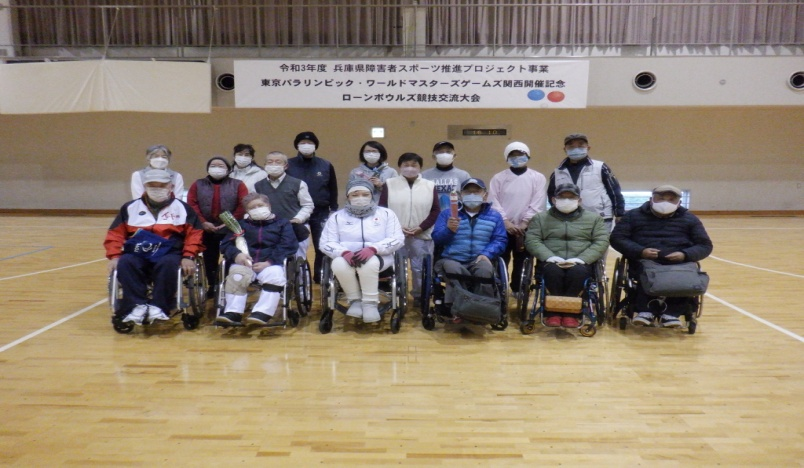 令和3年度 兵庫県障害者スポーツ推進プロジェクト事業
東京パラリンピック・ワールドマスターズゲームズ関西開催記念
ローンボウルズ競技交流大会
DALLAS
TEXAS